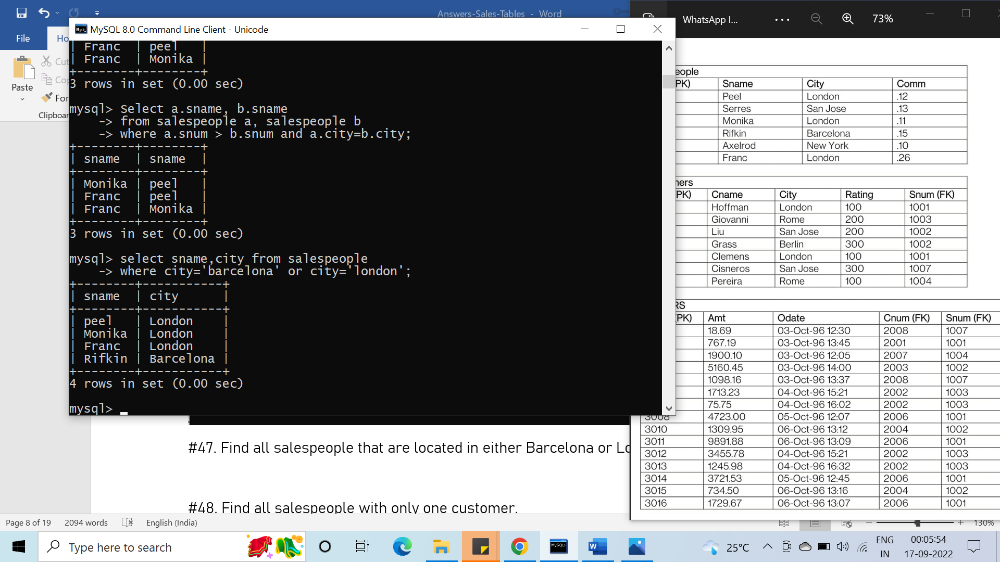 Answers-Sales-Tables - Word
File
Paste
Clipboar
MySQL 8.0 Command Line Client - Unicode
| Franc | peel |
| Franc | Monika |
+--------+--------+
3 rows in set (0.00 sec)
mysql> Select a.sname, b.sname
-> from salespeople a, salespeople b
-> where a.snum > b.snum and a.city=b.city;
+--------+--------+
| sname | sname |
+--------+--------+
| Monika | peel |
| Franc | peel |
| Franc | Monika |
+--------+--------+
3 rows in set (0.00 sec)
mysql> select sname,city from salespeople
-> where city='barcelona' or city='london';
+--------+-----------+
| sname | city |
+--------+-----------+
| peel | London |
| Monika | London |
| Franc | London |
| Rifkin | Barcelona |
+--------+-----------+
4 rows in set (0.00 sec)
mysql>
#47. Find all salespeople that are located in either Barcelona or Lo
#48. Find all salespeople with only one customer.
WhatsApp I... 73%
eople
PK) Sname City Comm
Peel London .12
Serres San Jose .13
Monika London .11
Rifkin Barcelona .15
Axelrod New York .10
Franc London .26
ners
PK) Cname City Rating Snum (FK)
Hoffman London 100 1001
Giovanni Rome 200 1003
Liu San Jose 200 1002
Grass Berlin 300 1002
Clemens London 100 1001
Cisneros San Jose 300 1007
Pereira Rome 100 1004
RS
(PK) Amt Odate Cnum (FK) Snum (FK)
18.69 03-Oct-96 12:30 2008 1007
767.19 03-Oct-96 13:45 2001 1001
1900.10 03-Oct-96 12:05 2007 1004
5160.45 03-Oct-96 14:00 2003 1002
1098.16 03-Oct-96 13:37 2008 1007
1713.23 04-Oct-96 15:21 2002 1003
75.75 04-Oct-96 16:02 2002 1003
3008 4723.00 05-Oct-96 12:07 2006 1001
3010 1309.95 06-Oct-96 13:12 2004 1002
3011 9891.88 06-Oct-96 13:09 2006 1001
3012 3455.78 04-Oct-96 15:21 2002 1003
3013 1245.98 04-Oct-96 16:32 2002 1003
3014 3721.53 05-Oct-96 12:45 2006 1001
3015 734.50 06-Oct-96 13:16 2004 1002
3016 1729.67 06-Oct-96 13:07 2006 1001
Page 8 of 19 2094 words English (India) 130%
Type here to search
MySQL>
25°C
ENG
IN
00:05:54
17-09-2022